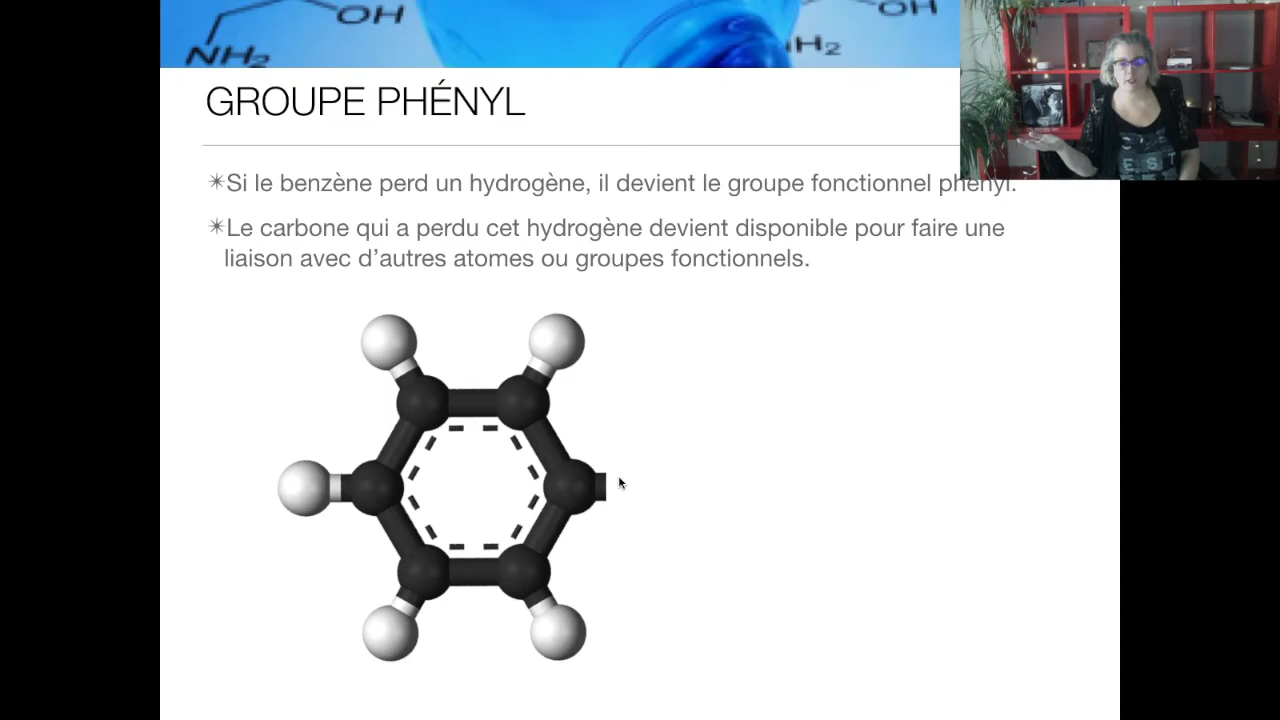 OH
OH
NH₂
H₂
GROUPE PHÉNYL
✴Si le benzène perd un hydrogène, il devient le groupe fonctionnel phényl.
✴Le carbone qui a perdu cet hydrogène devient disponible pour faire une
liaison avec d’autres atomes ou groupes fonctionnels.
EST